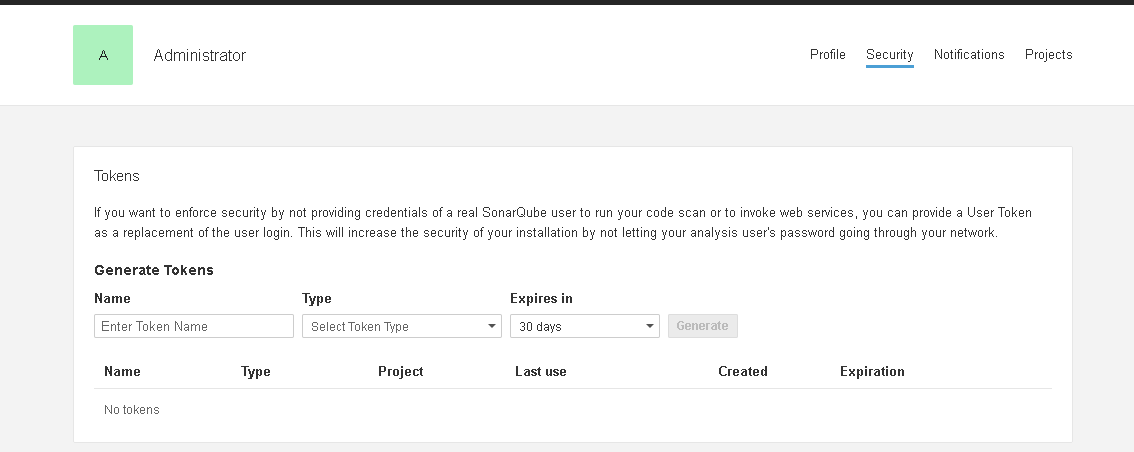 A
Administrator
Profile Security Notifications Projects
Tokens
If you want to enforce security by not providing credentials of a real SonarQube user to run your code scan or to invoke web services, you can provide a User Token
as a replacement of the user login. This will increase the security of your installation by not letting your analysis user's password going through your network.
Generate Tokens
Name Type Expires in
Enter Token Name Select Token Type 30 days Generate
Name Type Project Last use Created Expiration
No tokens